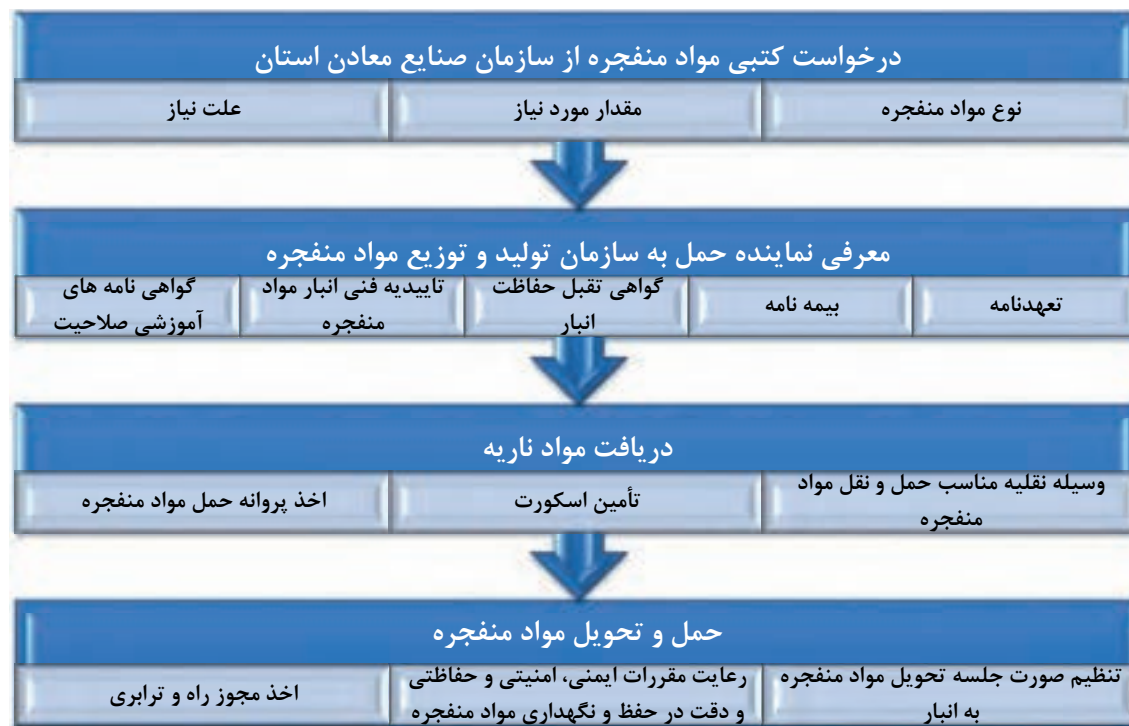 درخواست کتبی مواد منفجره از سازمان صنایع معادن استان
نوع مواد منفجره
مقدار مورد نیاز
علت نیاز
معرفی نماینده حمل به سازمان تولید و توزیع مواد منفجره
تعهدنامه
بیمه نامه
گواهی تقبل حفاظت
انبار
تاییدیه فنی انبار مواد
منفجره
گواهی نامه های
آموزشی صلاحیت
دریافت مواد ناریه
وسیله نقلیه مناسب حمل و نقل مواد
منفجره
تأمین اسکورت
اخذ پروانه حمل مواد منفجره
حمل و تحویل مواد منفجره
تنظیم صورت جلسه تحویل مواد منفجره
به انبار
رعایت مقررات ایمنی، امنیتی و حفاظتی
و دقت در حفظ و نگهداری مواد منفجره
اخذ مجوز راه و ترابری